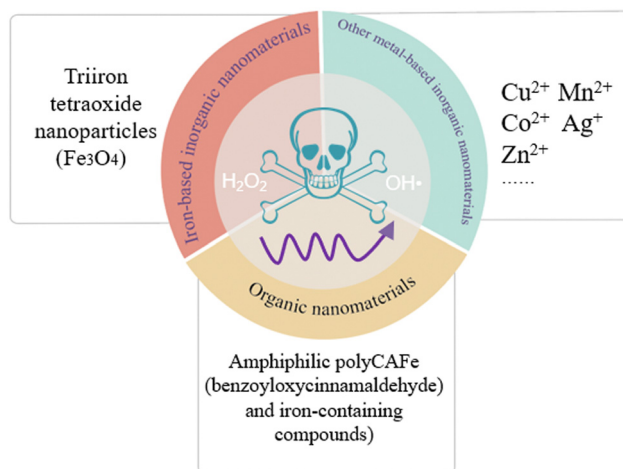 Triiron
tetraoxide
nanoparticles
(Fe₃O₄)
Iron-based inorganic nanomaterials
Other metal-based inorganic nanomaterials
Cu²⁺ Mn²⁺
Co²⁺ Ag⁺
Zn²⁺
......
H₂O₂
OH•
Organic nanomaterials
Amphiphilic polyCAFe
(benzoyloxycinnamaldehyde)
and iron-containing
compounds)